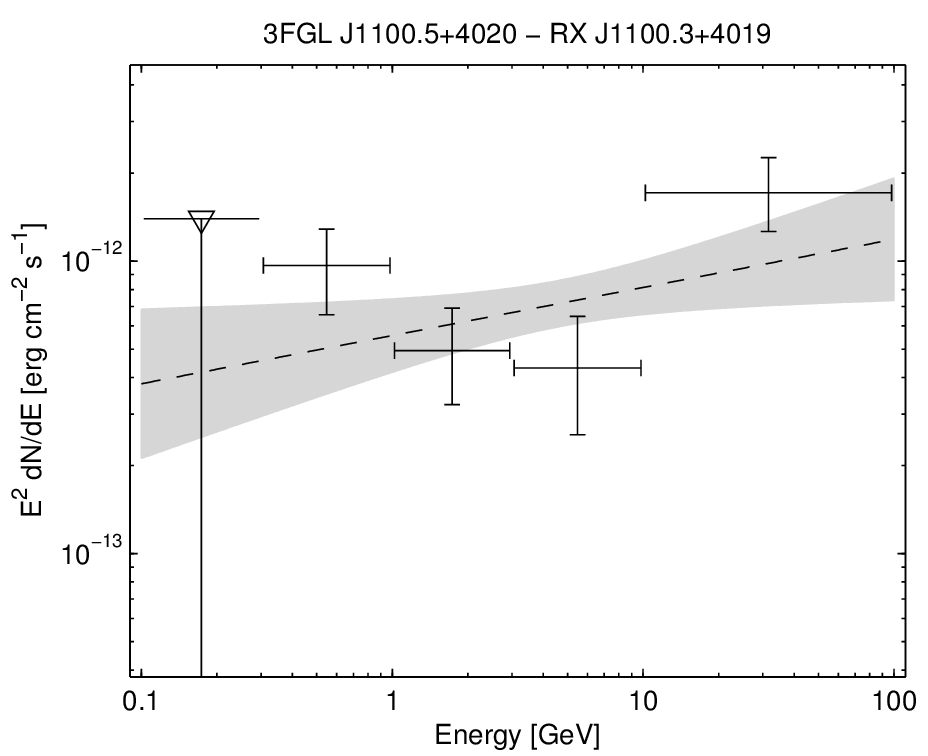 3FGL J1100.5+4020 − RX J1100.3+4019
E² dN/dE [erg cm⁻² s⁻¹]
10⁻¹²
10⁻¹³
0.1 1 10 100
Energy [GeV]